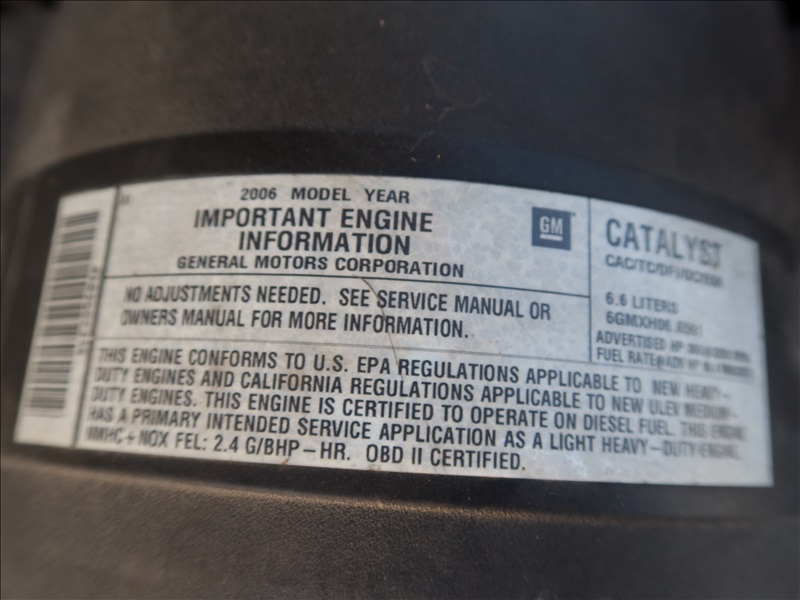 2006 MODEL YEAR
IMPORTANT ENGINE
INFORMATION
GENERAL MOTORS CORPORATION
GM
CATALYST
NO ADJUSTMENTS NEEDED. SEE SERVICE MANUAL OR
OWNERS MANUAL FOR MORE INFORMATION.
6.6 LITERS
ADVERTISED HP
FUEL RATE
THIS ENGINE CONFORMS TO U.S. EPA REGULATIONS APPLICABLE TO NEW HEAVY-
DUTY ENGINES AND CALIFORNIA REGULATIONS APPLICABLE TO NEW ULEV MEDIUM-
DUTY ENGINES. THIS ENGINE IS CERTIFIED TO OPERATE ON DIESEL FUEL. THIS ENGINE
HAS A PRIMARY INTENDED SERVICE APPLICATION AS A LIGHT HEAVY-DUTY ENGINE.
NMHC + NOX FEL: 2.4 G/BHP-HR. OBD II CERTIFIED.